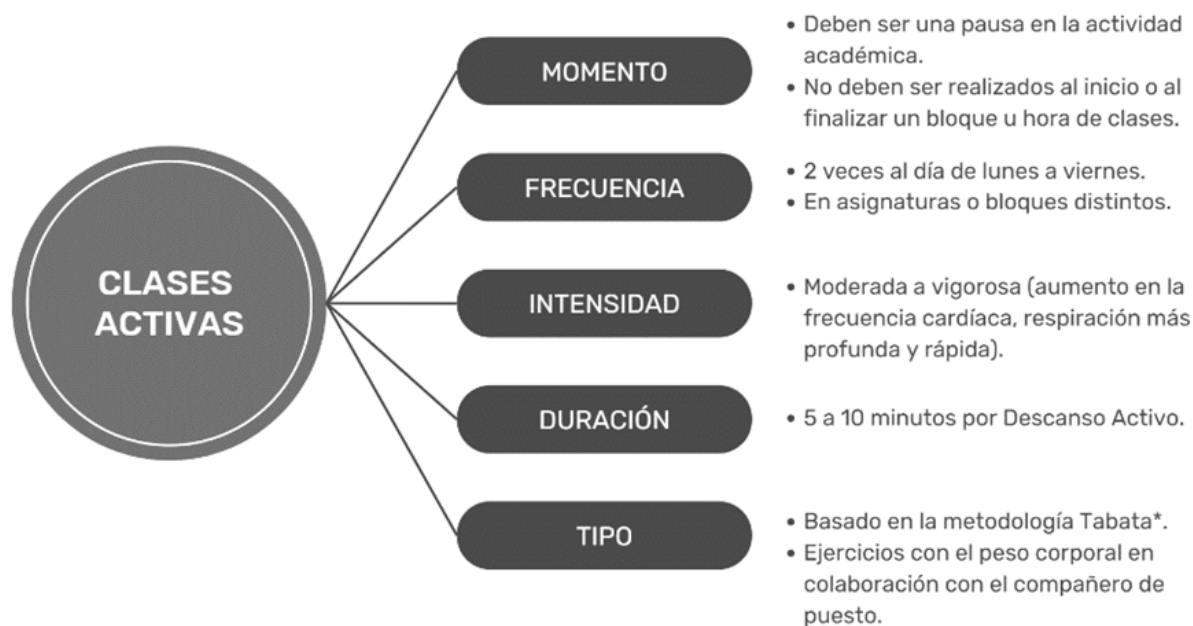 CLASES
ACTIVAS
MOMENTO
• Deben ser una pausa en la actividad
académica.
• No deben ser realizados al inicio o al
finalizar un bloque u hora de clases.
FRECUENCIA
• 2 veces al día de lunes a viernes.
• En asignaturas o bloques distintos.
INTENSIDAD
• Moderada a vigorosa (aumento en la
frecuencia cardíaca, respiración más
profunda y rápida).
DURACIÓN
• 5 a 10 minutos por Descanso Activo.
TIPO
• Basado en la metodología Tabata*.
• Ejercicios con el peso corporal en
colaboración con el compañero de
puesto.